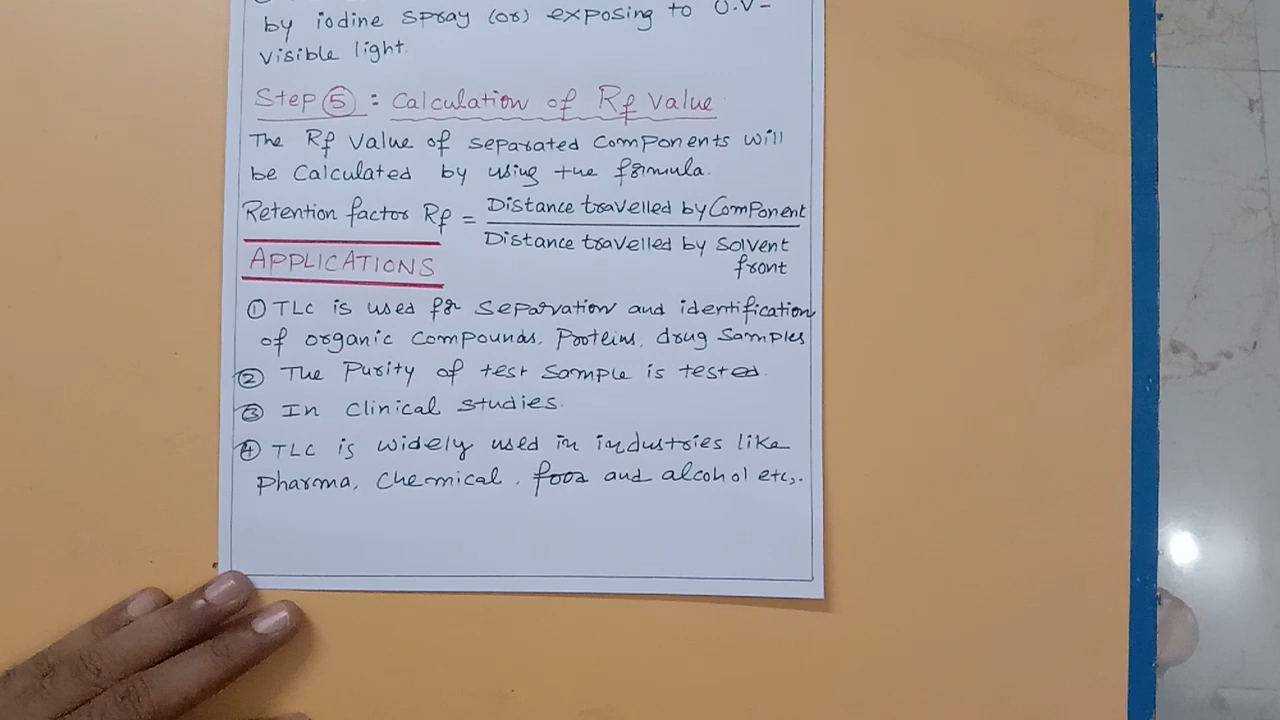 by iodine spray (or) exposing to U.V-
visible light.
Step ⑤ : Calculation of Rf value
The Rf value of separated components will
be calculated by using the formula.
Retention factor Rf = Distance travelled by Component
Distance travelled by solvent
front
APPLICATIONS
① TLC is used for separation and identification
of organic compounds, Proteins, drug samples
② The Purity of test sample is tested.
③ In clinical studies.
④ TLC is widely used in industries like
Pharma, Chemical, food and alcohol etc,.